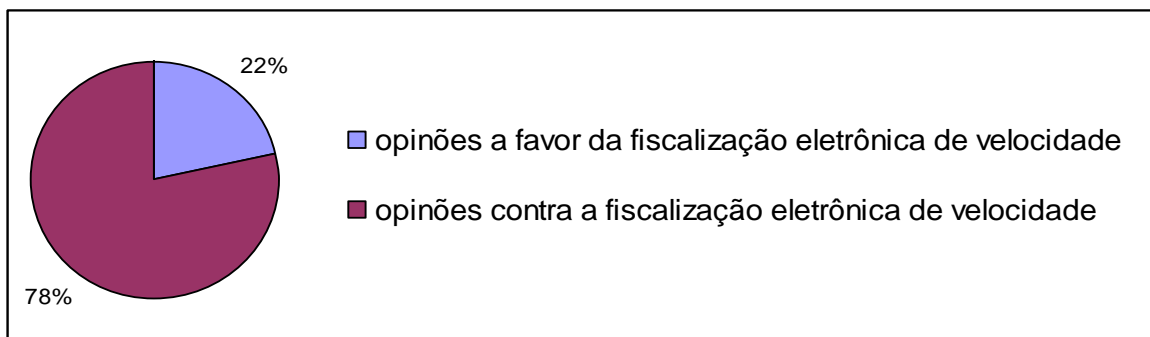 22%
opinões a favor da fiscalização eletrônica de velocidade
opinões contra a fiscalização eletrônica de velocidade
78%